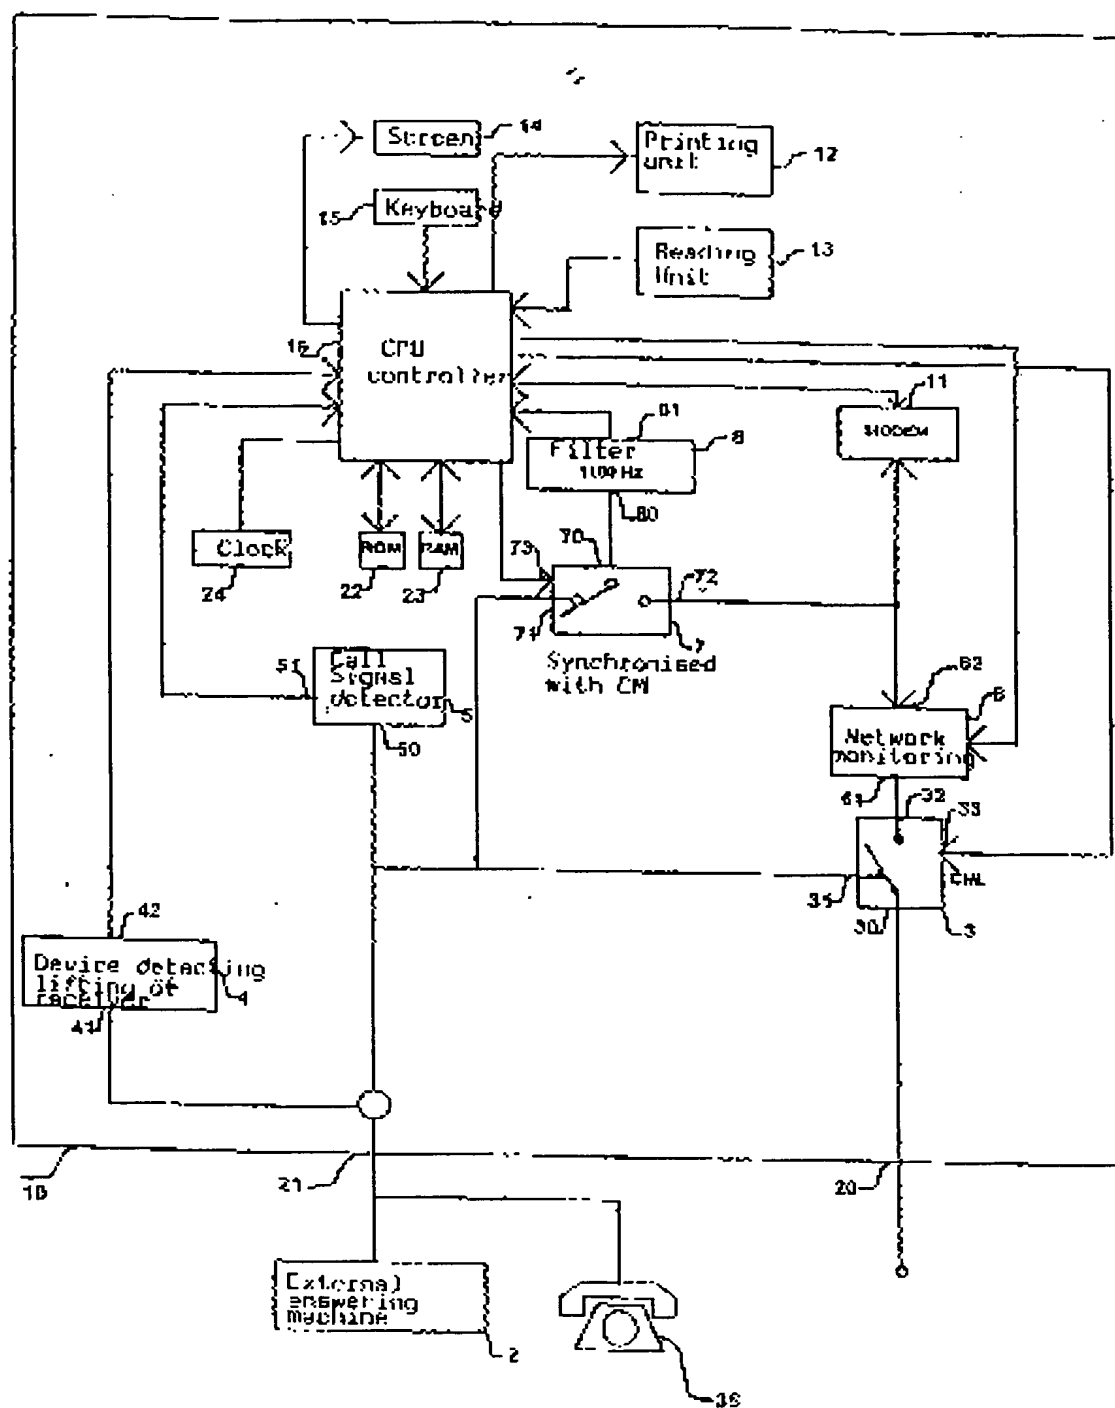 Screen
14
Printing
unit
12
15
Keyboard
Reading
Unit
13
16
CPU
controller
11
MODEM
81
8
Filter
1100 Hz
80
Clock
24
ROM
22
RAM
23
73
70
72
71
7
Synchronised
with CM
51
Call
Signal
detector
5
50
62
6
Network
monitoring
61
32
33
CML
31
30
3
42
Device detecting
lifting of
receiver
4
41
18
21
20
External
answering
machine
2
36